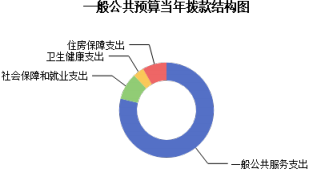 一般公共预算当年拨款结构图
住房保障支出
卫生健康支出
社会保障和就业支出
一般公共服务支出